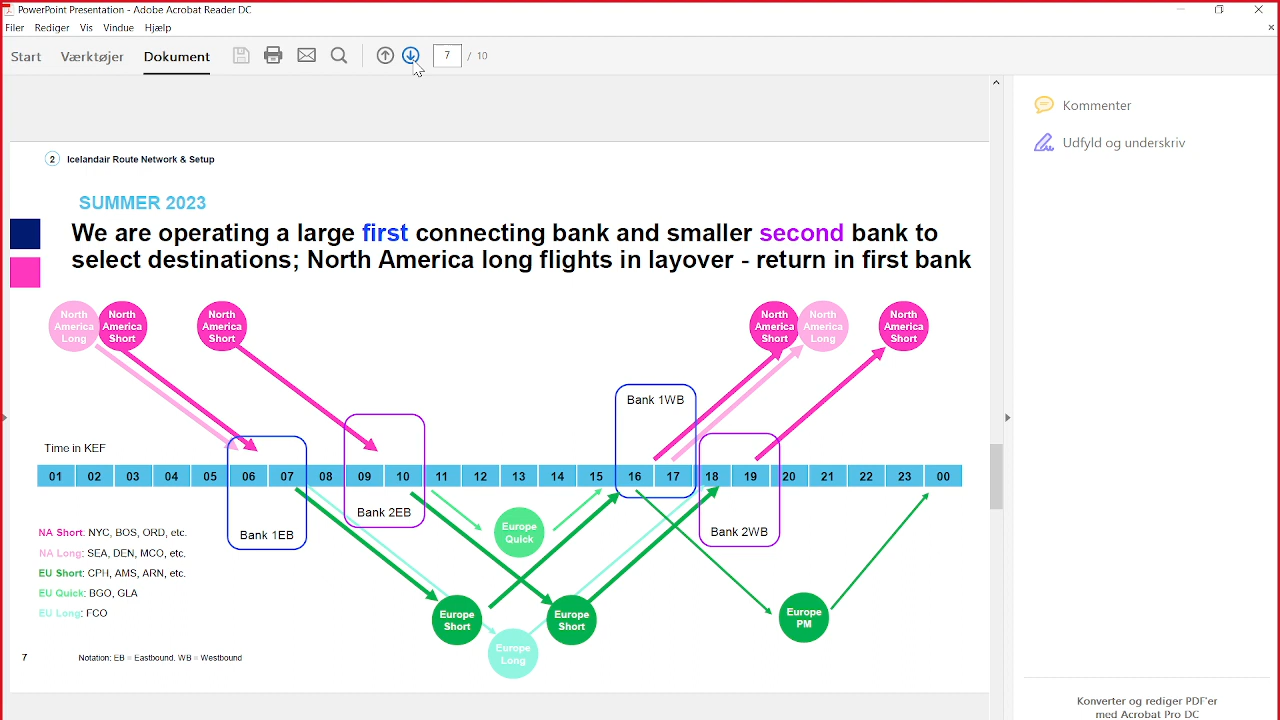 PowerPoint Presentation - Adobe Acrobat Reader DC
Filer Rediger Vis Vindue Hjælp
Start Værktøjer Dokument 7 / 10
Kommenter
Udfyld og underskriv
2 Icelandair Route Network & Setup
SUMMER 2023
We are operating a large first connecting bank and smaller second bank to
select destinations; North America long flights in layover - return in first bank
North America Long
North America Short
North America Short
North America Short
North America Long
North America Short
Bank 1WB
Time in KEF
01 02 03 04 05 06 07 08 09 10 11 12 13 14 15 16 17 18 19 20 21 22 23 00
Bank 1EB
Bank 2EB
Europe Quick
Bank 2WB
NA Short: NYC, BOS, ORD, etc.
NA Long: SEA, DEN, MCO, etc.
EU Short: CPH, AMS, ARN, etc.
EU Quick: BGO, GLA
EU Long: FCO
Europe Short
Europe Long
Europe Short
Europe PM
7 Notation: EB = Eastbound. WB = Westbound
Konverter og rediger PDF'er
med Acrobat Pro DC